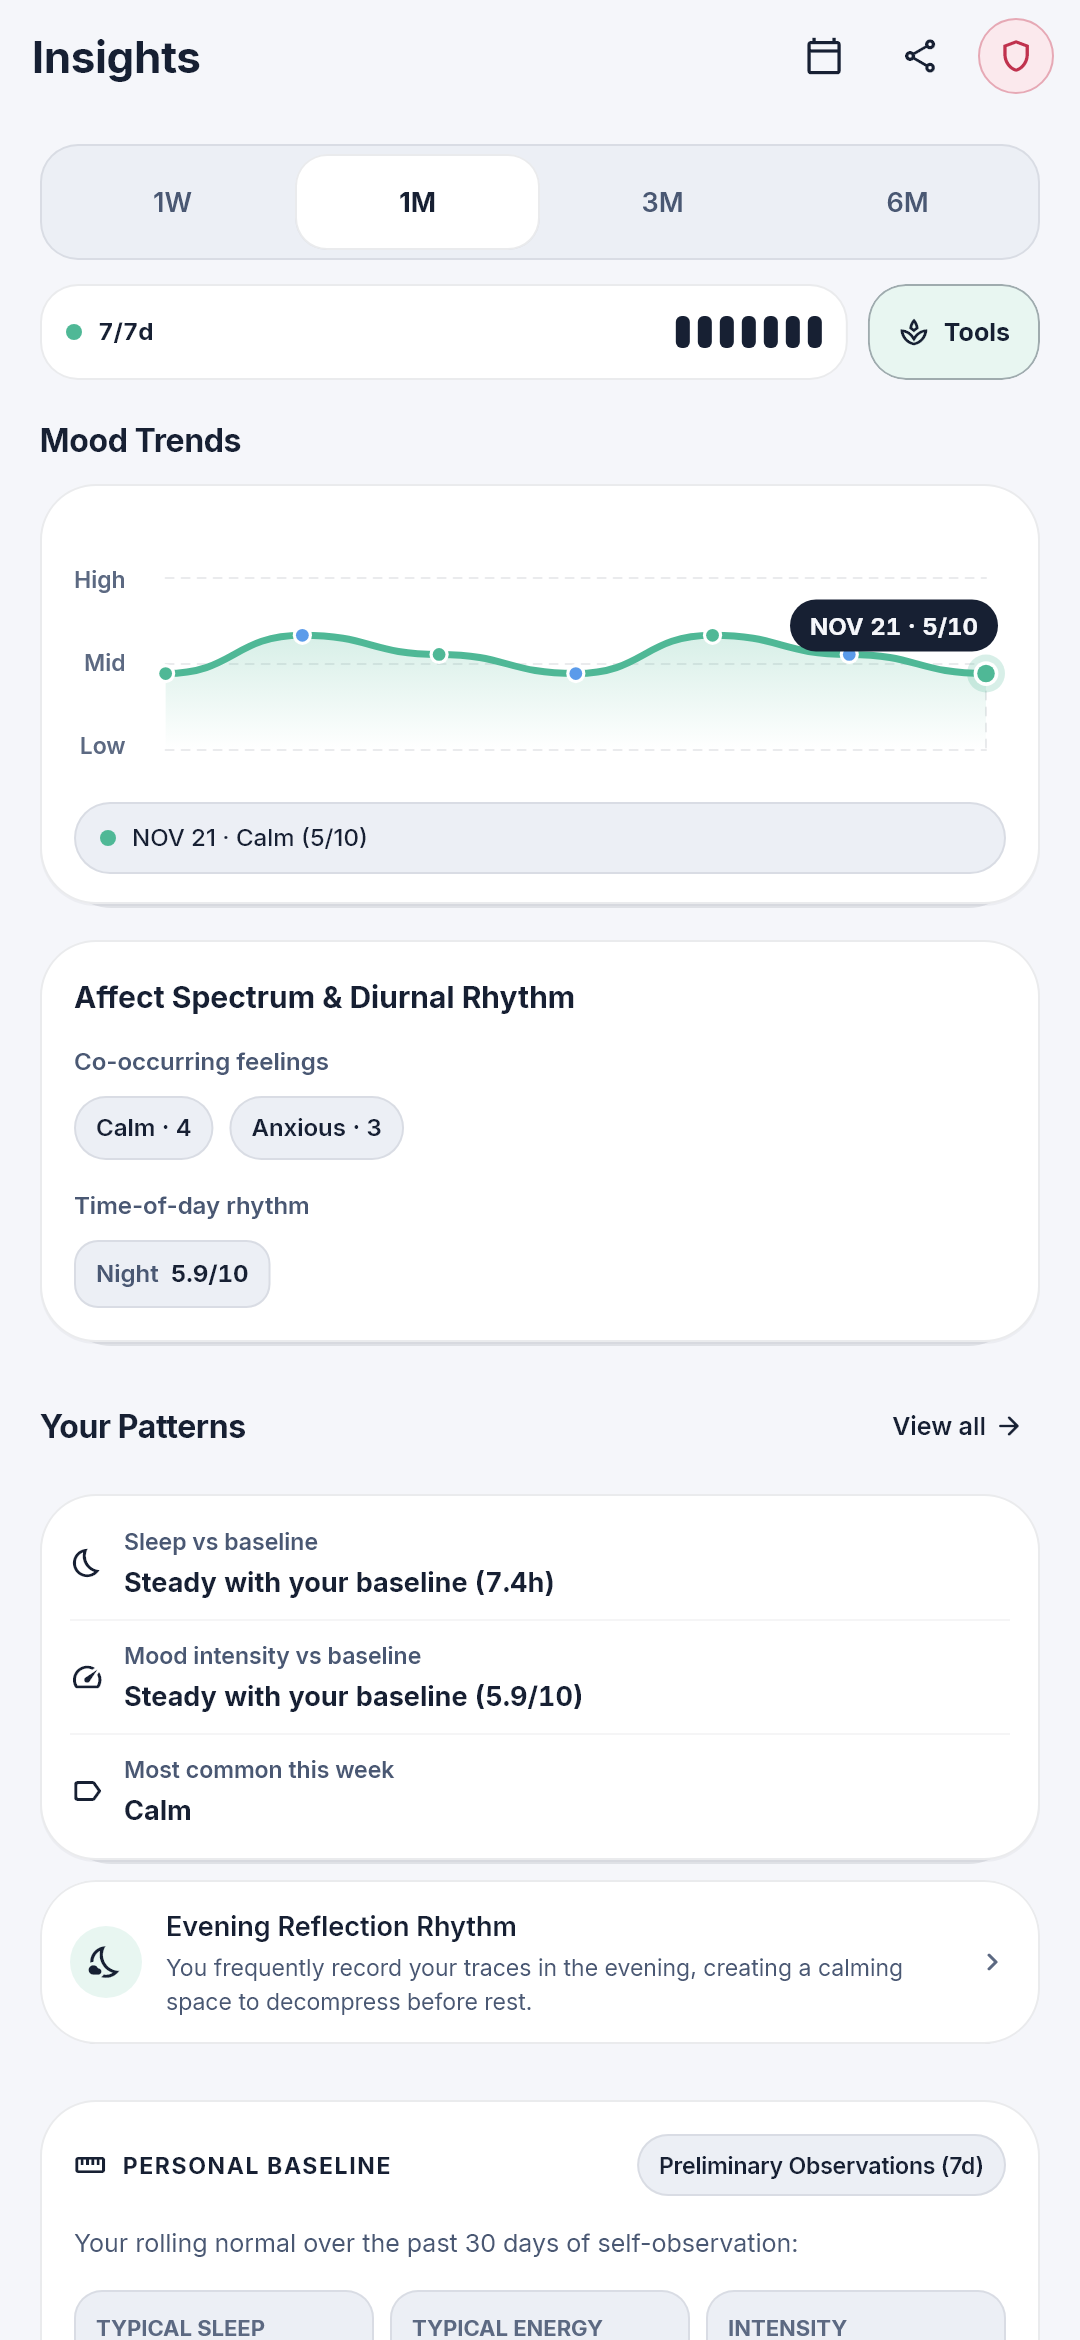 Insights
1W 1M 3M 6M
7/7d
Tools
Mood Trends
High
NOV 21 · 5/10
Mid
Low
NOV 21 · Calm (5/10)
Affect Spectrum & Diurnal Rhythm
Co-occurring feelings
Calm · 4 Anxious · 3
Time-of-day rhythm
Night 5.9/10
Your Patterns
View all
Sleep vs baseline
Steady with your baseline (7.4h)
Mood intensity vs baseline
Steady with your baseline (5.9/10)
Most common this week
Calm
Evening Reflection Rhythm
You frequently record your traces in the evening, creating a calming
space to decompress before rest.
PERSONAL BASELINE
Preliminary Observations (7d)
Your rolling normal over the past 30 days of self-observation:
TYPICAL SLEEP TYPICAL ENERGY INTENSITY